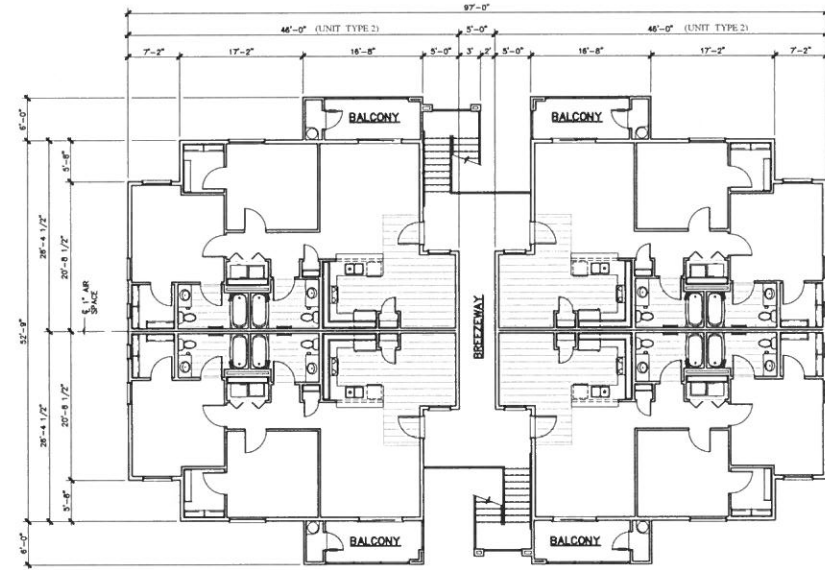 97'-0"
46'-0" (UNIT TYPE 2) 5'-0" 46'-0" (UNIT TYPE 2)
7'-2" 17'-2" 16'-8" 5'-0" 3' 2' 5'-0" 16'-8" 17'-2" 7'-2"
6'-0"
BALCONY BALCONY
5'-8"
26'-4 1/2"
20'-8 1/2"
1" AIR
SPACE
52'-9"
BREEZEWAY
26'-4 1/2"
20'-8 1/2"
5'-8"
6'-0"
BALCONY BALCONY